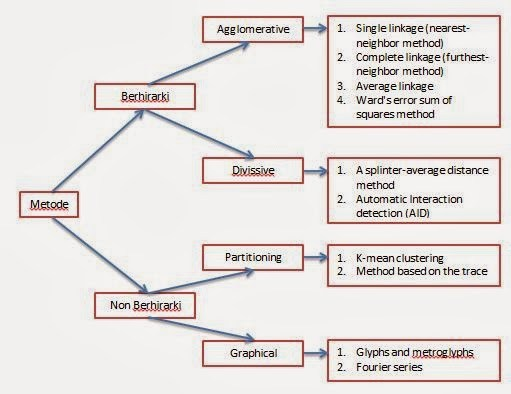 Metode
Berhirarki
Agglomerative
1. Single linkage (nearest-
neighbor method)
2. Complete linkage (furthest-
neighbor method)
3. Average linkage
4. Ward's error sum of
squares method
Divissive
1. A splinter-average distance
method
2. Automatic Interaction
detection (AID)
Non Berhirarki
Partitioning
1. K-mean clustering
2. Method based on the trace
Graphical
1. Glyphs and metroglyphs
2. Fourier series